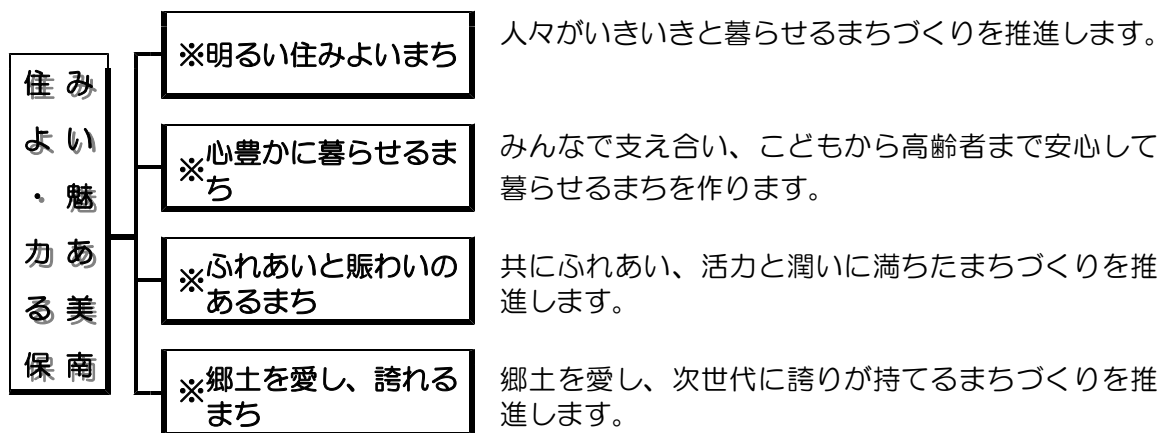 住み
よい
・魅
力あ
る美
保南
※明るい住みよいまち
人々がいきいきと暮らせるまちづくりを推進します。
※心豊かに暮らせるま
ち
みんなで支え合い、こどもから高齢者まで安心して
暮らせるまちを作ります。
※ふれあいと賑わいの
あるまち
共にふれあい、活力と潤いに満ちたまちづくりを推
進します。
※郷土を愛し、誇れる
まち
郷土を愛し、次世代に誇りが持てるまちづくりを推
進します。